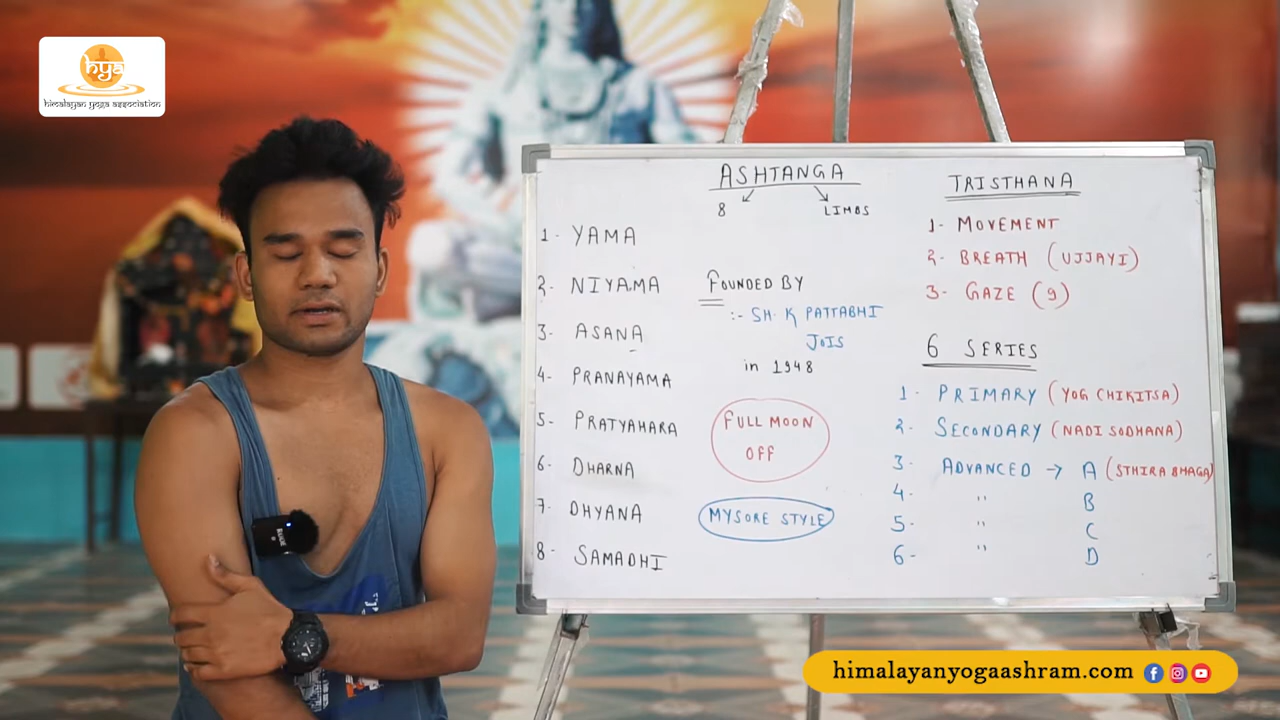 hya
himalayan yoga association
ASHTANGA
8 LIMBS
1- YAMA
2- NIYAMA
3- ASANA
4- PRANAYAMA
5- PRATYAHARA
6- DHARNA
7- DHYANA
8- SAMADHI
FOUNDED BY
:- SH. K PATTABHI
JOIS
in 1948
FULL MOON
OFF
MYSORE STYLE
TRISTHANA
1- MOVEMENT
2- BREATH (UJJAYI)
3- GAZE (9)
6 SERIES
1- PRIMARY (YOG CHIKITSA)
2- SECONDARY (NADI SODHANA)
3- ADVANCED → A (STHIRA BHAGA)
4- " B
5- " C
6- " D
RODE
himalayanyogaashram.com